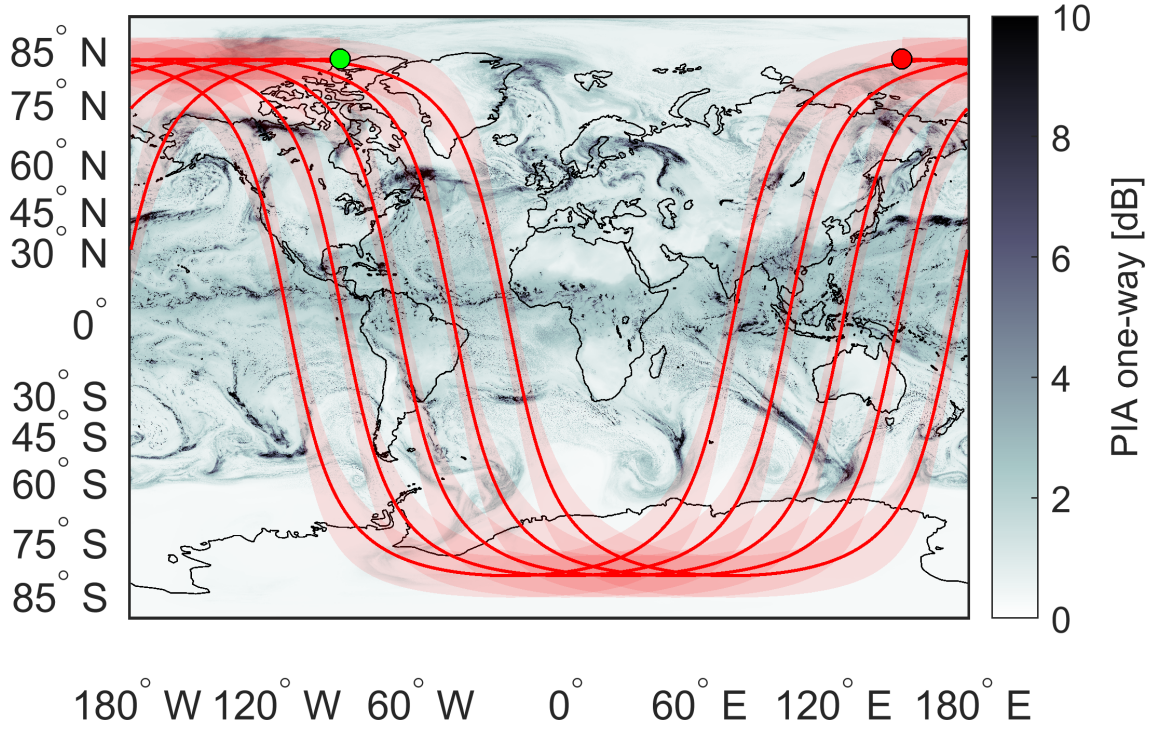 85° N
75° N
60° N
45° N
30° N
0°
30° S
45° S
60° S
75° S
85° S
180° W 120° W 60° W 0° 60° E 120° E 180° E
10
8
6
4
2
0
PIA one-way [dB]